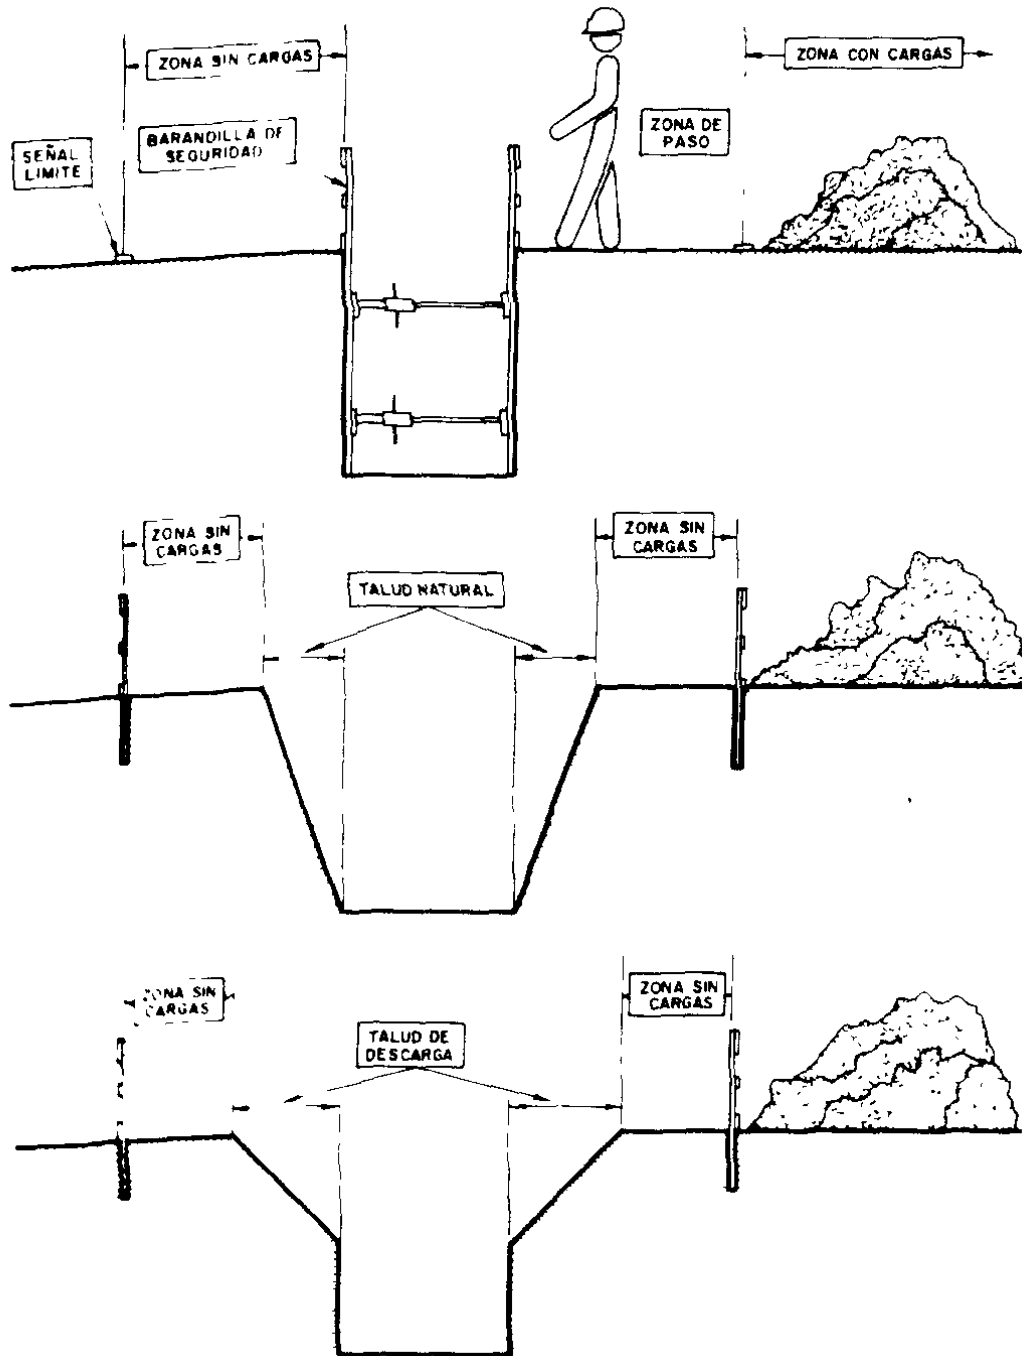 ZONA SIN CARGAS
ZONA CON CARGAS
SEÑAL
LIMITE
BARANDILLA DE
SEGURIDAD
ZONA DE
PASO
ZONA SIN
CARGAS
ZONA SIN
CARGAS
TALUD NATURAL
ZONA SIN
CARGAS
TALUD DE
DESCARGA
ZONA SIN
CARGAS